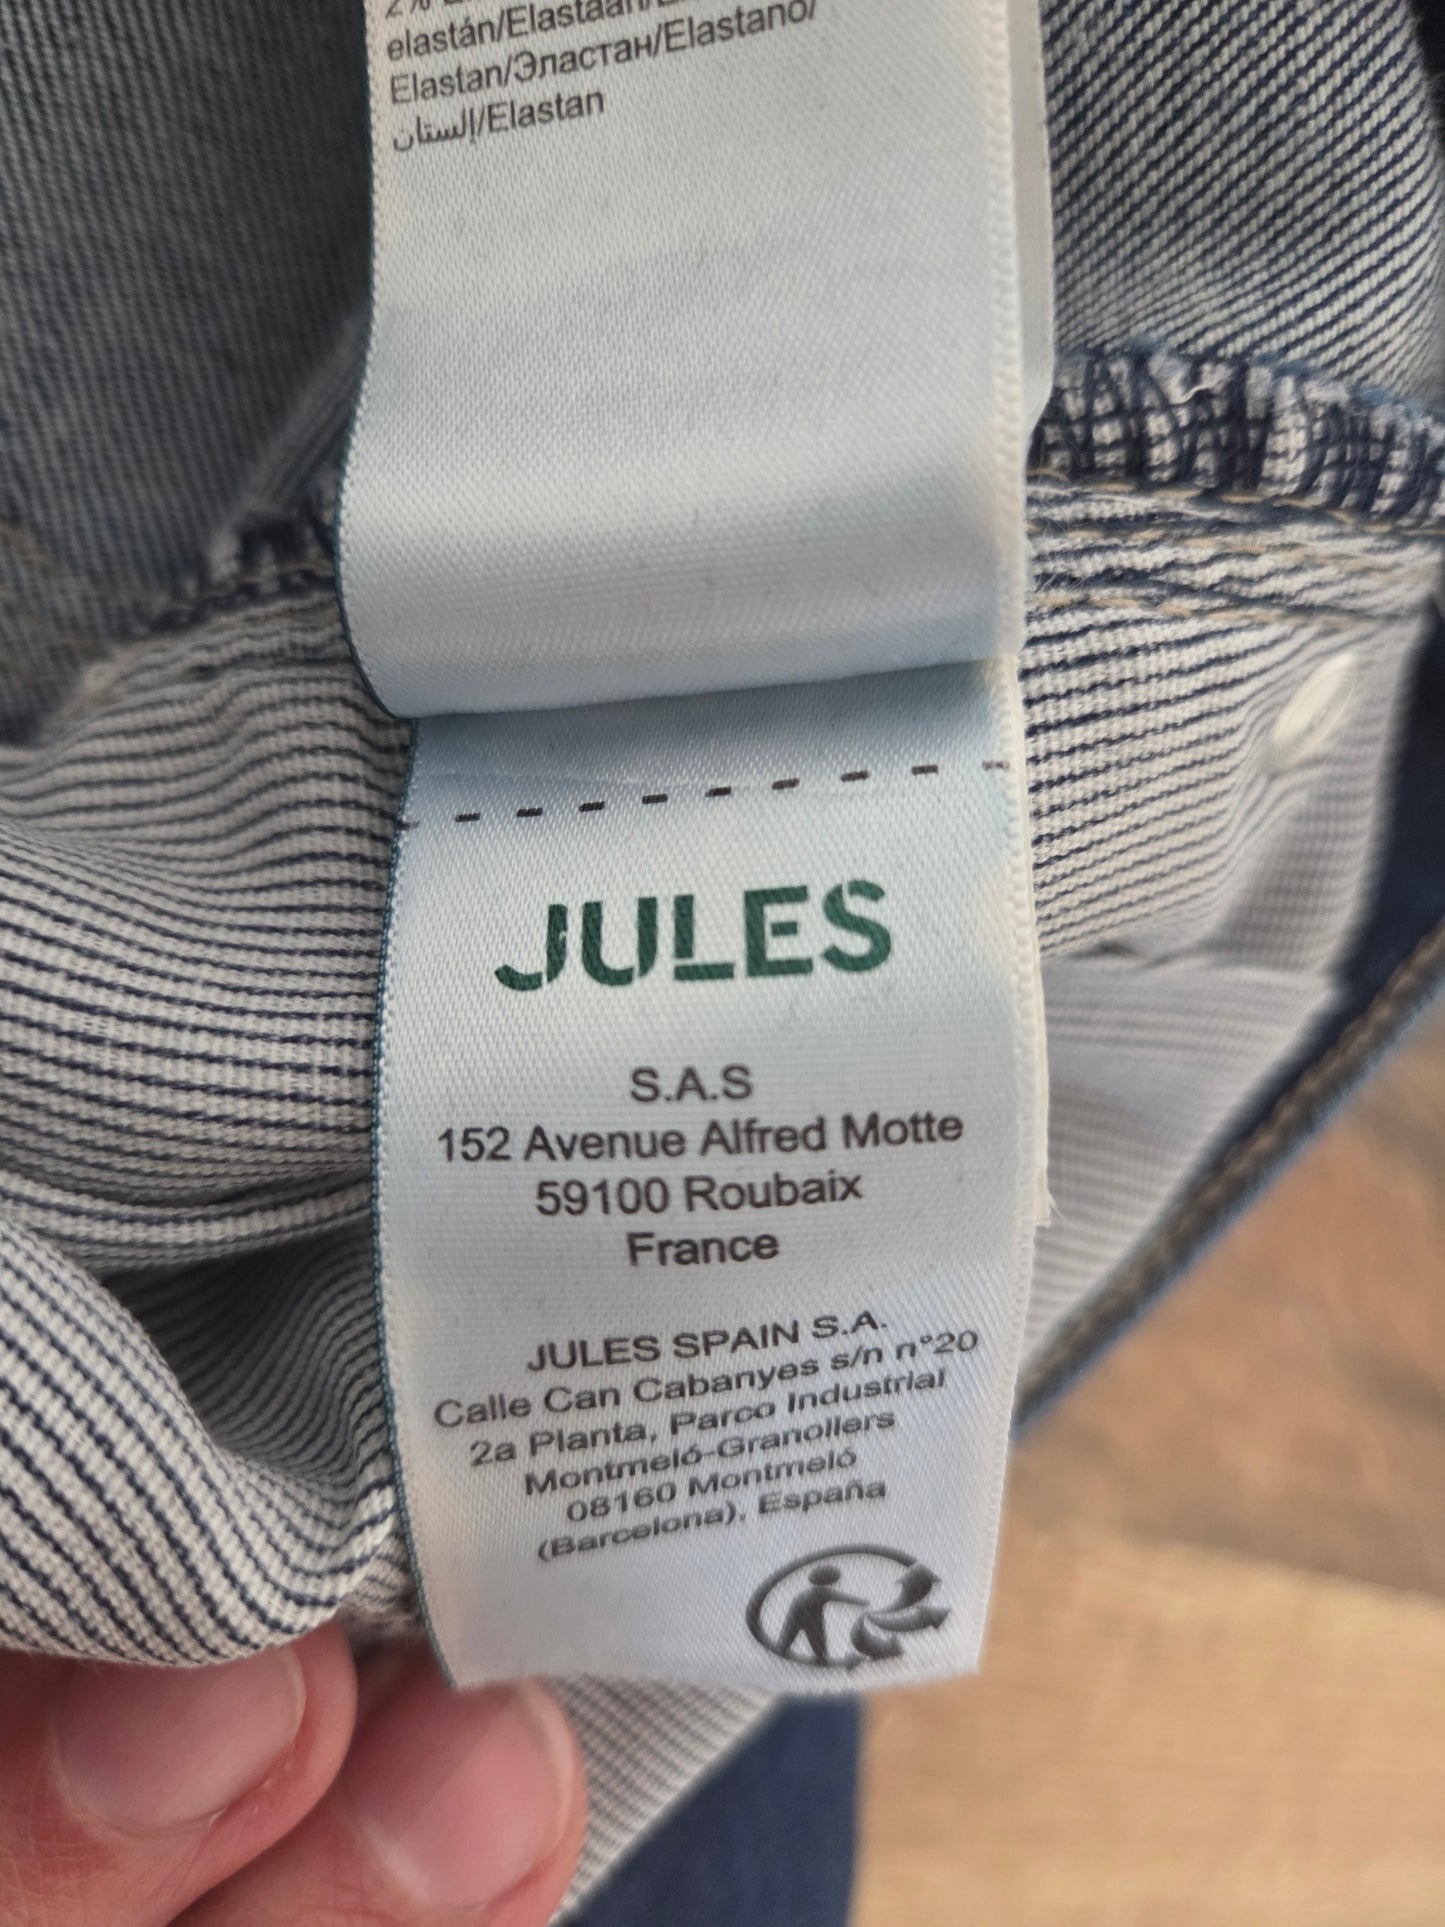 2%
elastán/Elastaan/
Elastan/Эластан/Elastano/
إلستان/Elastan
JULES
S.A.S
152 Avenue Alfred Motte
59100 Roubaix
France
JULES SPAIN S.A.
Calle Can Cabanyes s/n n°20
2a Planta, Parco Industrial
Montmeló-Granollers
08160 Montmeló
(Barcelona), España